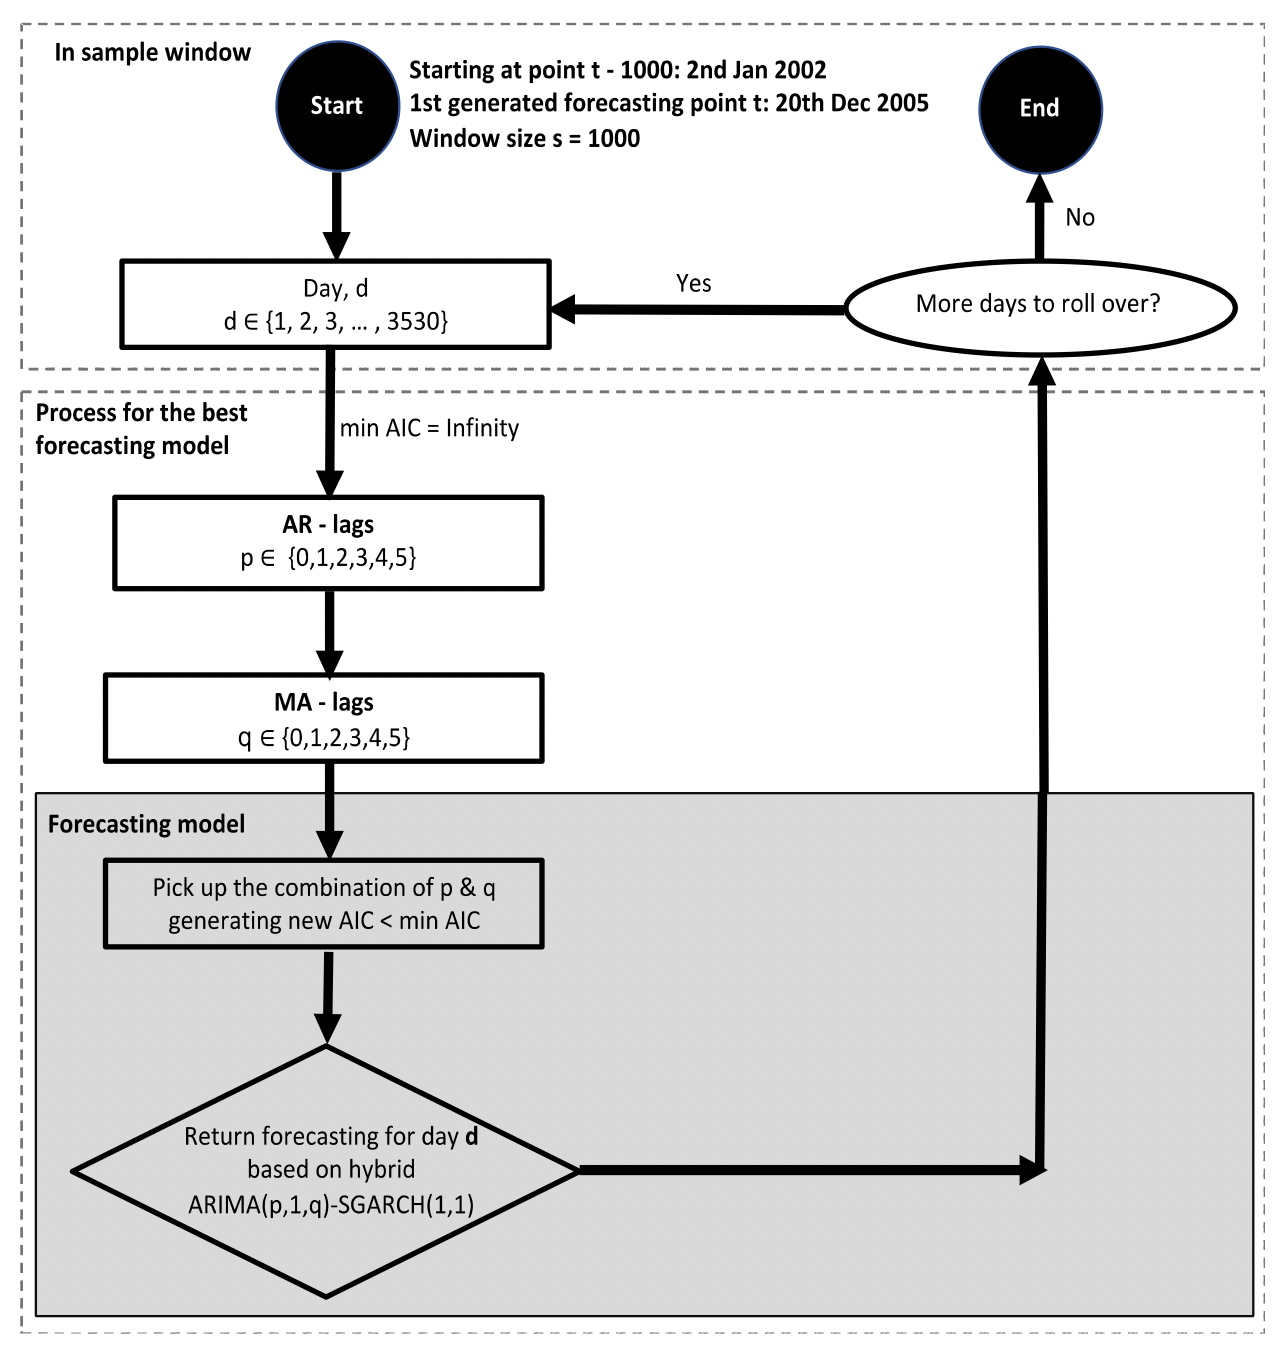 In sample window
Start
Starting at point t - 1000: 2nd Jan 2002
1st generated forecasting point t: 20th Dec 2005
Window size s = 1000
End
No
Day, d
d ∈ {1, 2, 3, ... , 3530}
Yes
More days to roll over?
Process for the best
forecasting model
min AIC = Infinity
AR - lags
p ∈ {0,1,2,3,4,5}
MA - lags
q ∈ {0,1,2,3,4,5}
Forecasting model
Pick up the combination of p & q
generating new AIC < min AIC
Return forecasting for day d
based on hybrid
ARIMA(p,1,q)-SGARCH(1,1)